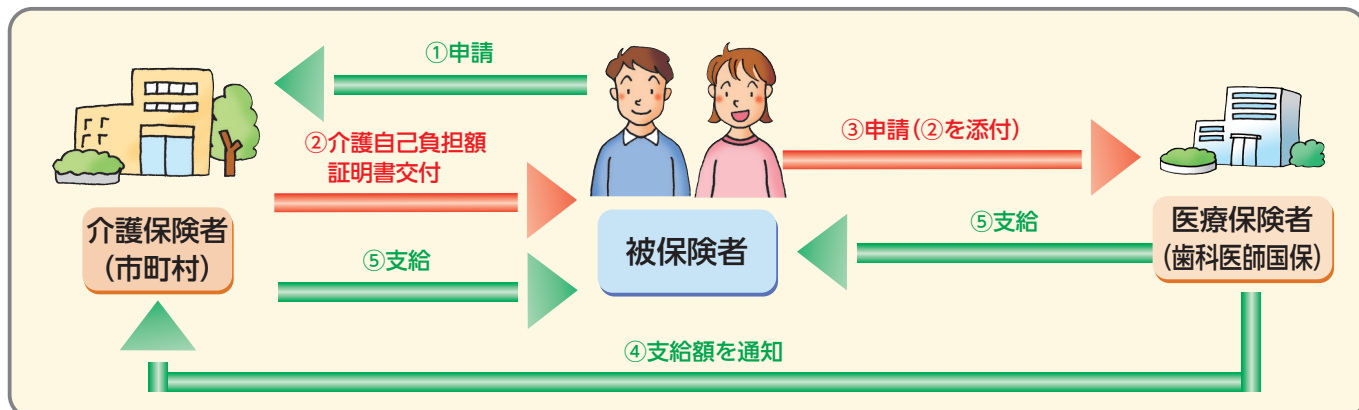 ①申請
②介護自己負担額
証明書交付
③申請(②を添付)
介護保険者
(市町村)
⑤支給
被保険者
⑤支給
医療保険者
(歯科医師国保)
④支給額を通知